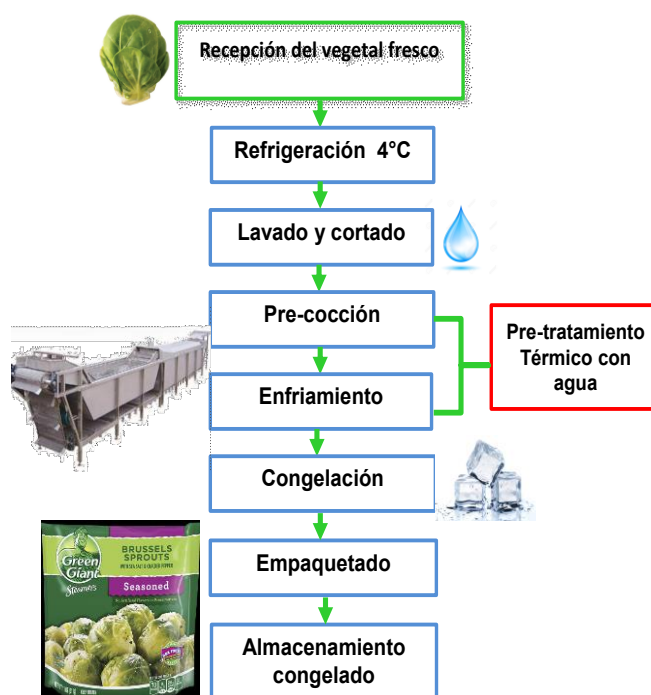 Recepción del vegetal fresco
Refrigeración 4°C
Lavado y cortado
Pre-cocción
Enfriamiento
Pre-tratamiento
Térmico con
agua
Congelación
Empaquetado
Almacenamiento
congelado
Green
Giant
Steamers
BRUSSELS
SPROUTS
Seasoned